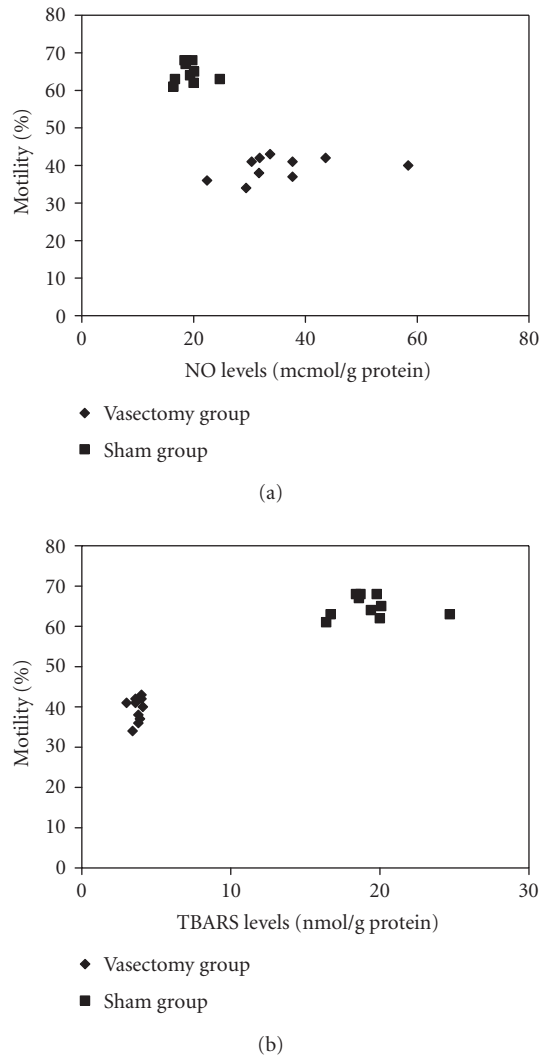 80
70
60
50
40
30
20
10
0
Motility (%)
0 20 40 60 80
NO levels (mcmol/g protein)
Vasectomy group
Sham group
(a)
80
70
60
50
40
30
20
10
0
Motility (%)
0 10 20 30
TBARS levels (nmol/g protein)
Vasectomy group
Sham group
(b)